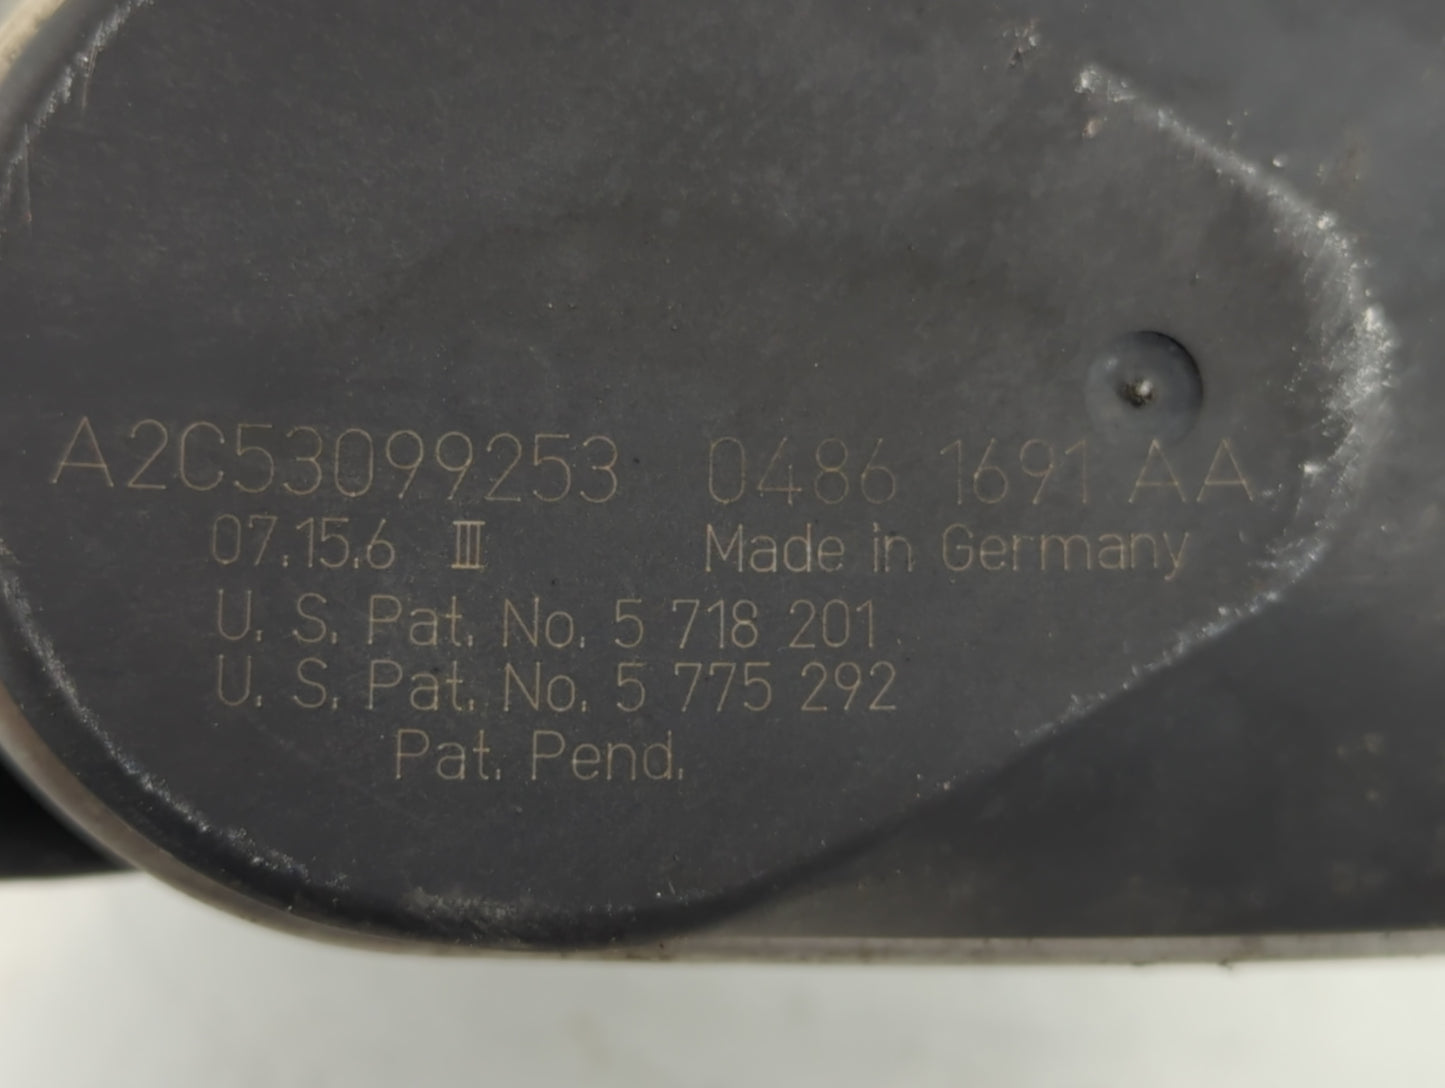 A2C53099253 0486 1691 AA
07.15.6 III Made in Germany
U. S. Pat. No. 5 718 201
U. S. Pat. No. 5 775 292
Pat. Pend.